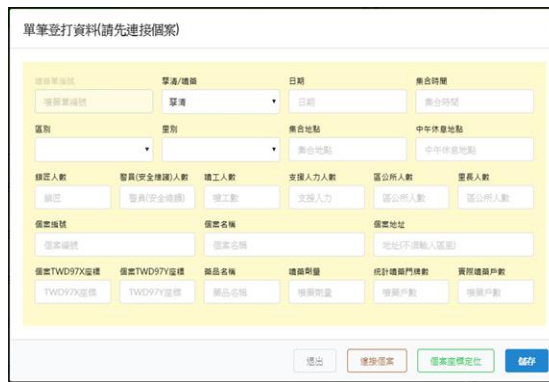 單筆登打資料(請先連接個案)
噴藥單編號 孳清/噴藥 日期 集合時間
噴藥單編號 孳清 日期 集合時間
區別 里別 集合地點 中午休息地點
集合地點 中午休息地點
鎖匠人數 警員(安全維護)人數 噴工人數 支援人力人數 區公所人數 里長人數
鎖匠 警員(安全維護) 噴工數 支援人力 區公所人數 里長人數
個案編號 個案名稱 個案地址
個案編號 個案名稱 地址(不須輸入區里)
個案TWD97X座標 個案TWD97Y座標 藥品名稱 噴藥劑量 統計噴藥門牌數 實際噴藥戶數
TWD97X座標 TWD97Y座標 藥品名稱 噴藥劑量 噴藥戶數 噴藥戶數
退出 連接個案 個案座標定位 儲存